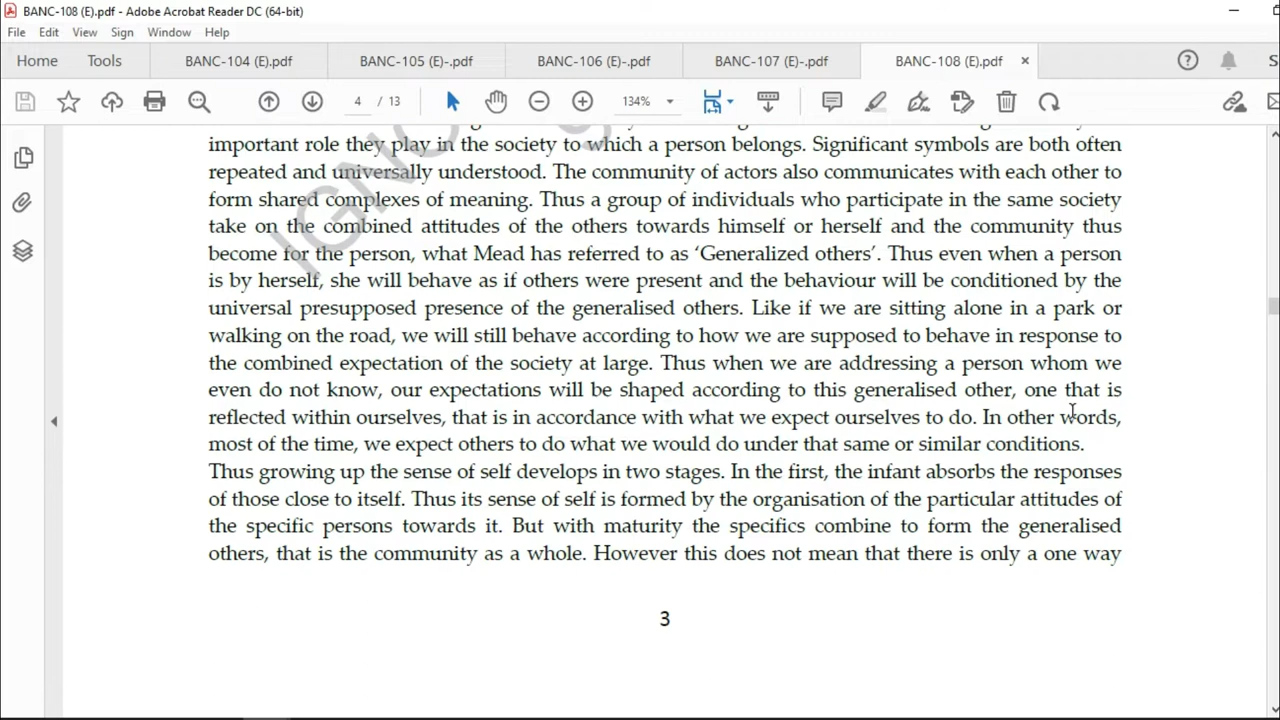 BANC-108 (E).pdf - Adobe Acrobat Reader DC (64-bit)
File Edit View Sign Window Help
Home Tools BANC-104 (E).pdf BANC-105 (E)-.pdf BANC-106 (E)-.pdf BANC-107 (E)-.pdf BANC-108 (E).pdf ×
4 / 13 134%
important role they play in the society to which a person belongs. Significant symbols are both often
repeated and universally understood. The community of actors also communicates with each other to
form shared complexes of meaning. Thus a group of individuals who participate in the same society
take on the combined attitudes of the others towards himself or herself and the community thus
become for the person, what Mead has referred to as ‘Generalized others’. Thus even when a person
is by herself, she will behave as if others were present and the behaviour will be conditioned by the
universal presupposed presence of the generalised others. Like if we are sitting alone in a park or
walking on the road, we will still behave according to how we are supposed to behave in response to
the combined expectation of the society at large. Thus when we are addressing a person whom we
even do not know, our expectations will be shaped according to this generalised other, one that is
reflected within ourselves, that is in accordance with what we expect ourselves to do. In other words,
most of the time, we expect others to do what we would do under that same or similar conditions.
Thus growing up the sense of self develops in two stages. In the first, the infant absorbs the responses
of those close to itself. Thus its sense of self is formed by the organisation of the particular attitudes of
the specific persons towards it. But with maturity the specifics combine to form the generalised
others, that is the community as a whole. However this does not mean that there is only a one way
3